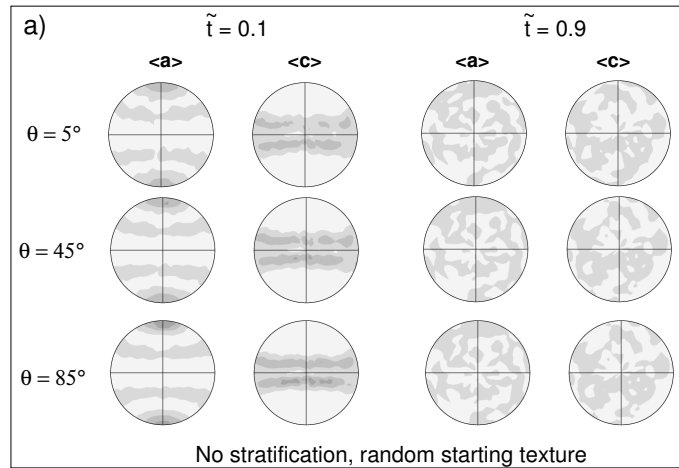 a)
t̃ = 0.1 t̃ = 0.9
<a> <c> <a> <c>
θ = 5°
θ = 45°
θ = 85°
No stratification, random starting texture